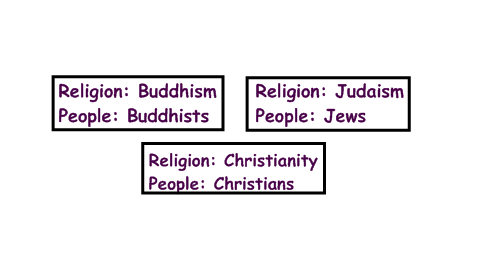 Religion: Buddhism
People: Buddhists
Religion: Judaism
People: Jews
Religion: Christianity
People: Christians